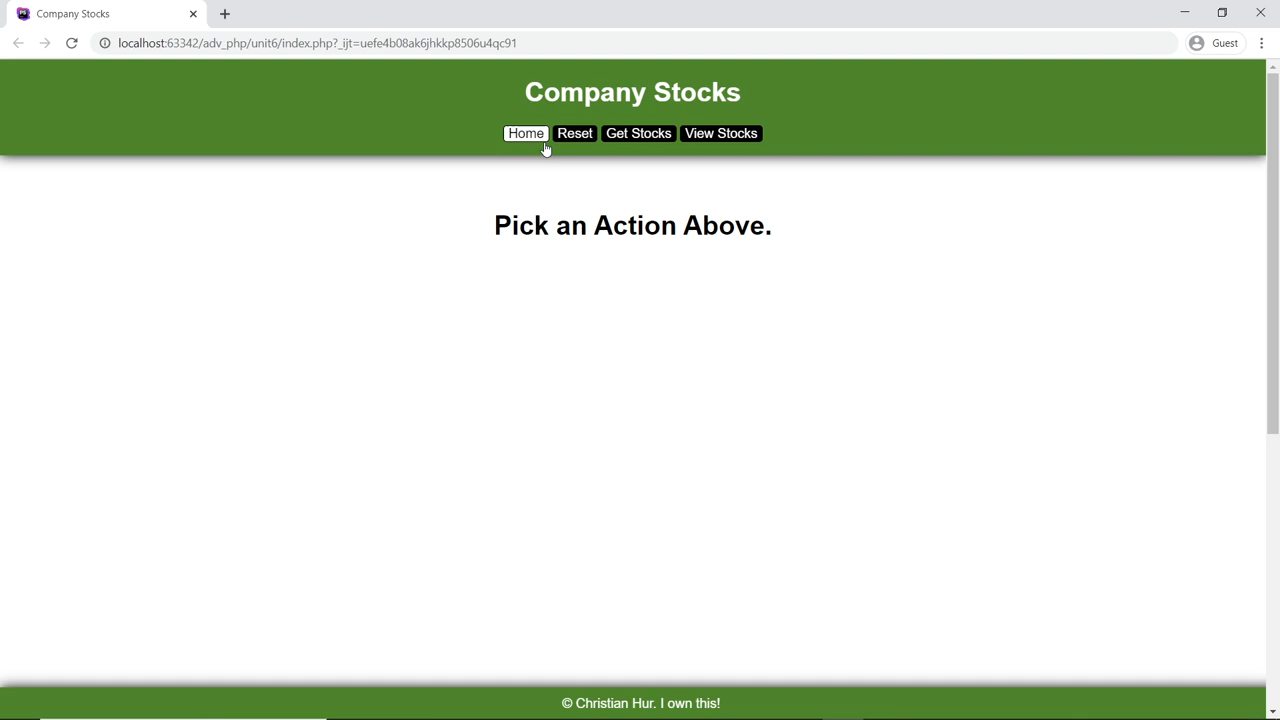 Company Stocks
localhost:63342/adv_php/unit6/index.php?_ijt=uefe4b08ak6jhkkp8506u4qc91
Guest
Company Stocks
Home Reset Get Stocks View Stocks
Pick an Action Above.
© Christian Hur. I own this!